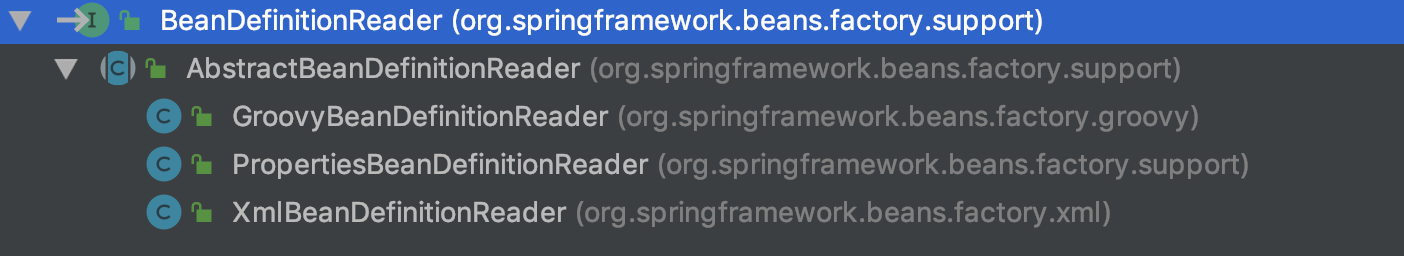 I BeanDefinitionReader (org.springframework.beans.factory.support)
C AbstractBeanDefinitionReader (org.springframework.beans.factory.support)
C GroovyBeanDefinitionReader (org.springframework.beans.factory.groovy)
C PropertiesBeanDefinitionReader (org.springframework.beans.factory.support)
C XmlBeanDefinitionReader (org.springframework.beans.factory.xml)